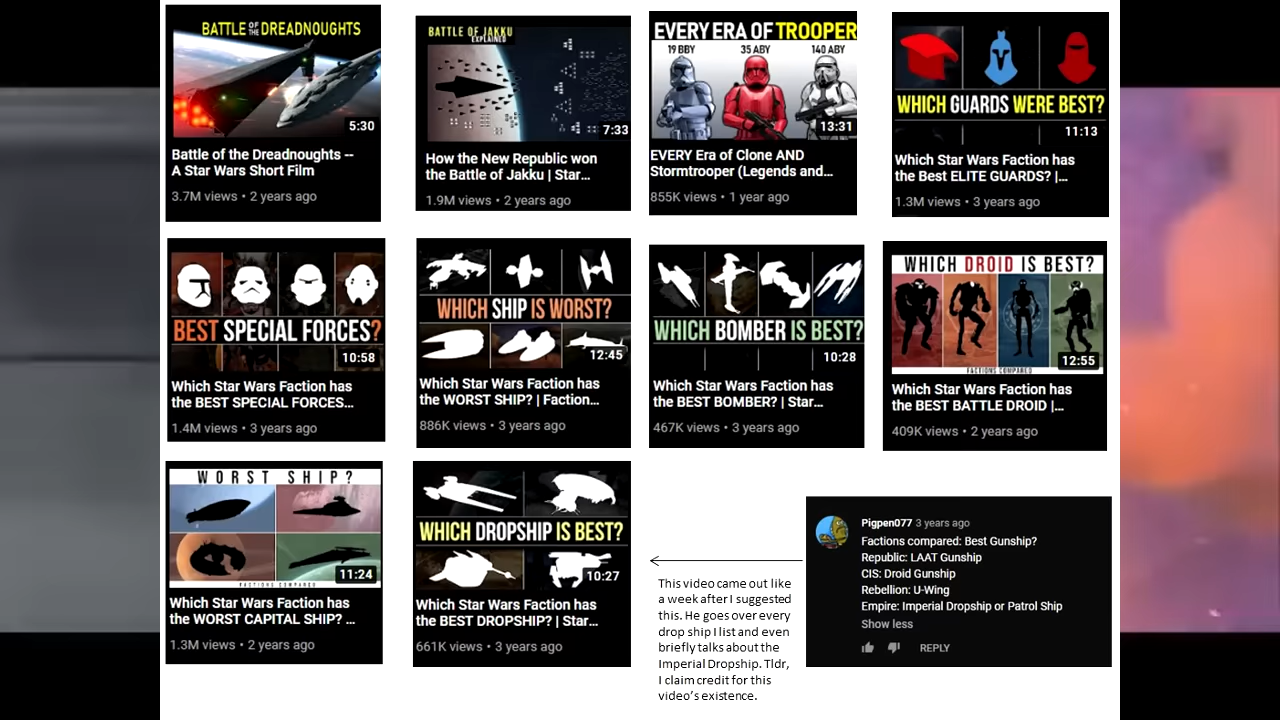 BATTLE OF THE DREADNOUGHTS
5:30
Battle of the Dreadnoughts --
A Star Wars Short Film
3.7M views • 2 years ago
BATTLE OF JAKKU
EXPLAINED
7:33
How the New Republic won
the Battle of Jakku | Star...
1.9M views • 2 years ago
EVERY ERA OF TROOPER
19 BBY 35 ABY 140 ABY
13:31
EVERY Era of Clone AND
Stormtrooper (Legends and...
855K views • 1 year ago
WHICH GUARDS WERE BEST?
11:13
Which Star Wars Faction has
the Best ELITE GUARDS? |...
1.3M views • 3 years ago
BEST SPECIAL FORCES?
10:58
Which Star Wars Faction has
the BEST SPECIAL FORCES...
1.4M views • 3 years ago
WHICH SHIP IS WORST?
12:45
Which Star Wars Faction has
the WORST SHIP? | Faction...
886K views • 3 years ago
WHICH BOMBER IS BEST?
10:28
Which Star Wars Faction has
the BEST BOMBER? | Star...
467K views • 3 years ago
WHICH DROID IS BEST?
12:55
FACTIONS COMPARED
Which Star Wars Faction has
the BEST BATTLE DROID |...
409K views • 2 years ago
WORST SHIP?
11:24
FACTIONS COMPARED
Which Star Wars Faction has
the WORST CAPITAL SHIP? ...
1.3M views • 2 years ago
WHICH DROPSHIP IS BEST?
10:27
Which Star Wars Faction has
the BEST DROPSHIP? | Star...
661K views • 3 years ago
This video came out like
a week after I suggested
this. He goes over every
drop ship I list and even
briefly talks about the
Imperial Dropship. Tldr,
I claim credit for this
video's existence.
Pigpen077 3 years ago
Factions compared: Best Gunship?
Republic: LAAT Gunship
CIS: Droid Gunship
Rebellion: U-Wing
Empire: Imperial Dropship or Patrol Ship
Show less
REPLY